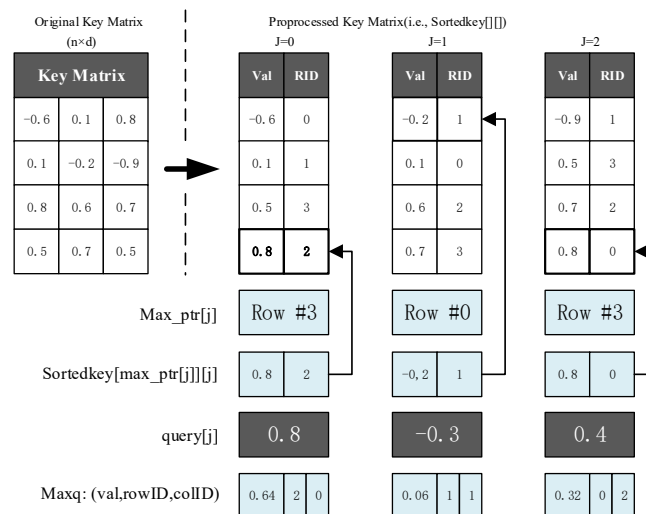 Original Key Matrix
(n×d)
Proprocessed Key Matrix(i.e., Sortedkey[][])
J=0
J=1
J=2
Key Matrix
Val RID
Val RID
Val RID
-0.6 0.1 0.8
-0.6 0
-0.2 1
-0.9 1
0.1 -0.2 -0.9
0.1 1
0.1 0
0.5 3
0.8 0.6 0.7
0.5 3
0.6 2
0.7 2
0.5 0.7 0.5
0.8 2
0.7 3
0.8 0
Max_ptr[j]
Row #3
Row #0
Row #3
Sortedkey[max_ptr[j]][j]
0.8 2
-0,2 1
0.8 0
query[j]
0.8
-0.3
0.4
Maxq: (val,rowID,colID)
0.64 2 0
0.06 1 1
0.32 0 2